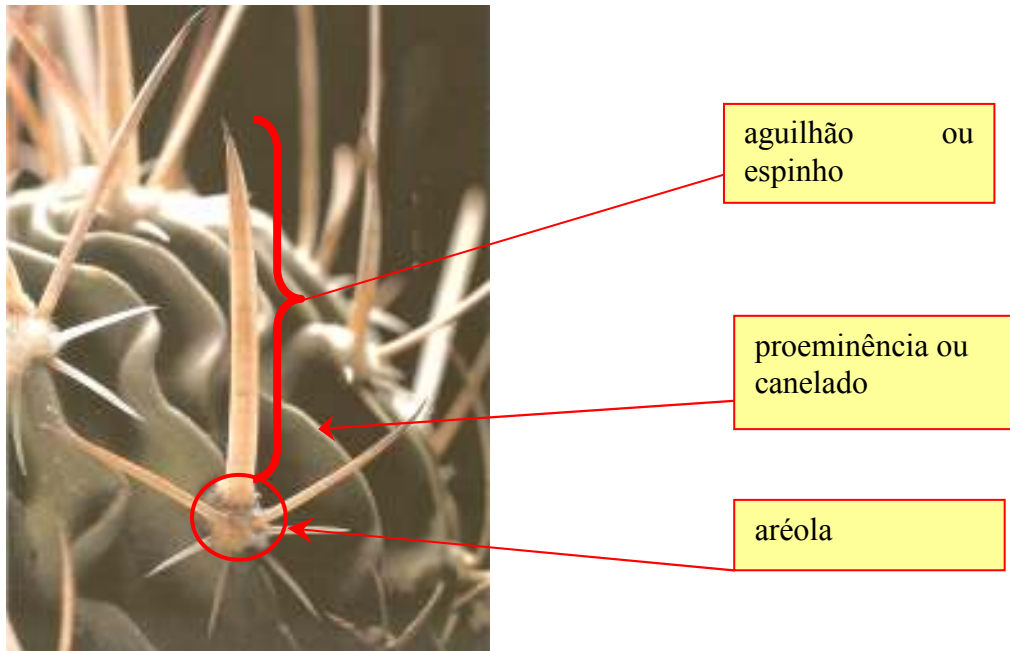 aguilhão ou
espinho
proeminência ou
canelado
aréola